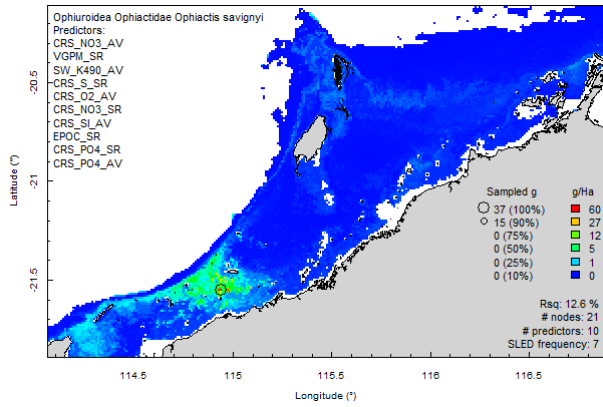 Ophiuroidea Ophiactidae Ophiactis savignyi
Predictors:
CRS_NO3_AV
VGPM_SR
SW_K490_AV
CRS_S_SR
CRS_O2_AV
CRS_NO3_SR
CRS_SI_AV
EPOC_SR
CRS_PO4_SR
CRS_PO4_AV
20.5
21
21.5
Latitude (°)
Sampled g g/Ha
37 (100%) 60
15 (90%) 27
0 (75%) 12
0 (50%) 5
0 (25%) 1
0 (10%) 0
Rsq: 12.6 %
# nodes: 21
# predictors: 10
SLED frequency: 7
114.5 115 115.5 116 116.5
Longitude (°)